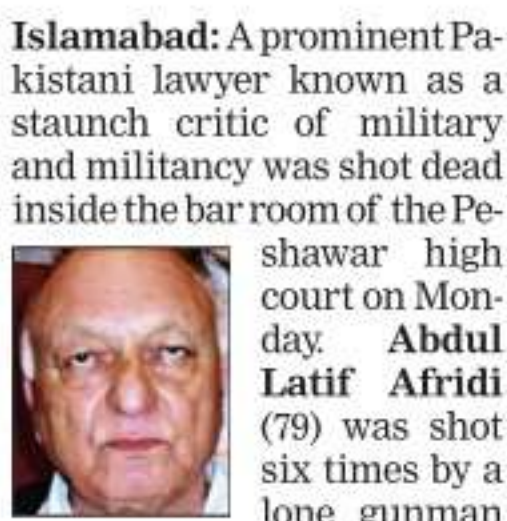 Islamabad: A prominent Pa-
kistani lawyer known as a
staunch critic of military
and militancy was shot dead
inside the bar room of the Pe-
shawar high
court on Mon-
day. Abdul
Latif Afridi
(79) was shot
six times by a
lone gunman